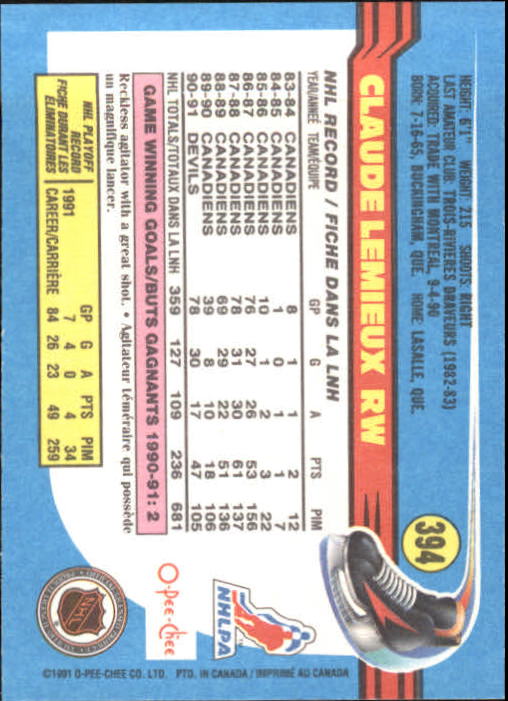 394
CLAUDE LEMIEUX RW
HEIGHT: 6'1" WEIGHT: 215 SHOOTS: RIGHT
LAST AMATEUR CLUB: TROIS-RIVIERES DRAVEURS (1982-83)
ACQUIRED: TRADE WITH MONTREAL, 9-4-90
BORN: 7-16-65, BUCKINGHAM, QUE. HOME: LASALLE, QUE.
NHL RECORD / FICHE DANS LA LNH
YEAR/ANNÉE TEAM/ÉQUIPE GP G A PTS PIM
83-84 CANADIENS 8 1 1 2 12
84-85 CANADIENS 1 0 1 1 7
85-86 CANADIENS 10 1 2 3 22
86-87 CANADIENS 76 27 26 53 156
87-88 CANADIENS 78 31 30 61 137
88-89 CANADIENS 69 29 22 51 136
89-90 CANADIENS 39 8 10 18 106
90-91 DEVILS 78 30 17 47 105
NHL TOTALS/TOTAUX DANS LA LNH 359 127 109 236 681
GAME WINNING GOALS/BUTS GAGNANTS 1990-91: 2
Reckless agitator with a great shot. • Agitateur téméraire qui possède
un magnifique lancer.
NHL PLAYOFF
RECORD
FICHE DURANT LES
ÉLIMINATOIRES
GP G A PTS PIM
1991 7 4 0 4 34
CAREER/CARRIÈRE 84 26 23 49 259
NHLPA
TM
O-Pee-Chee
NHL
©1991 O-PEE-CHEE CO. LTD. PTD. IN CANADA / IMPRIMÉ AU CANADA